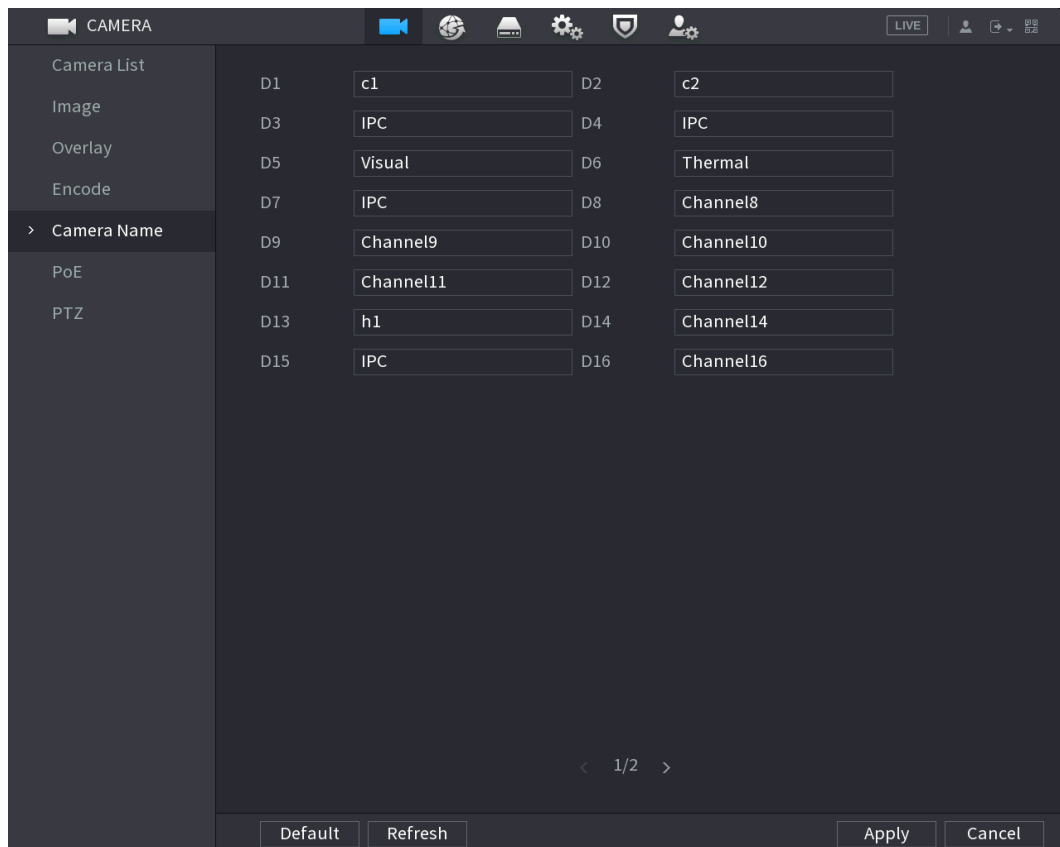 CAMERA LIVE
Camera List
Image
Overlay
Encode
> Camera Name
PoE
PTZ
D1 c1 D2 c2
D3 IPC D4 IPC
D5 Visual D6 Thermal
D7 IPC D8 Channel8
D9 Channel9 D10 Channel10
D11 Channel11 D12 Channel12
D13 h1 D14 Channel14
D15 IPC D16 Channel16
< 1/2 >
Default Refresh Apply Cancel